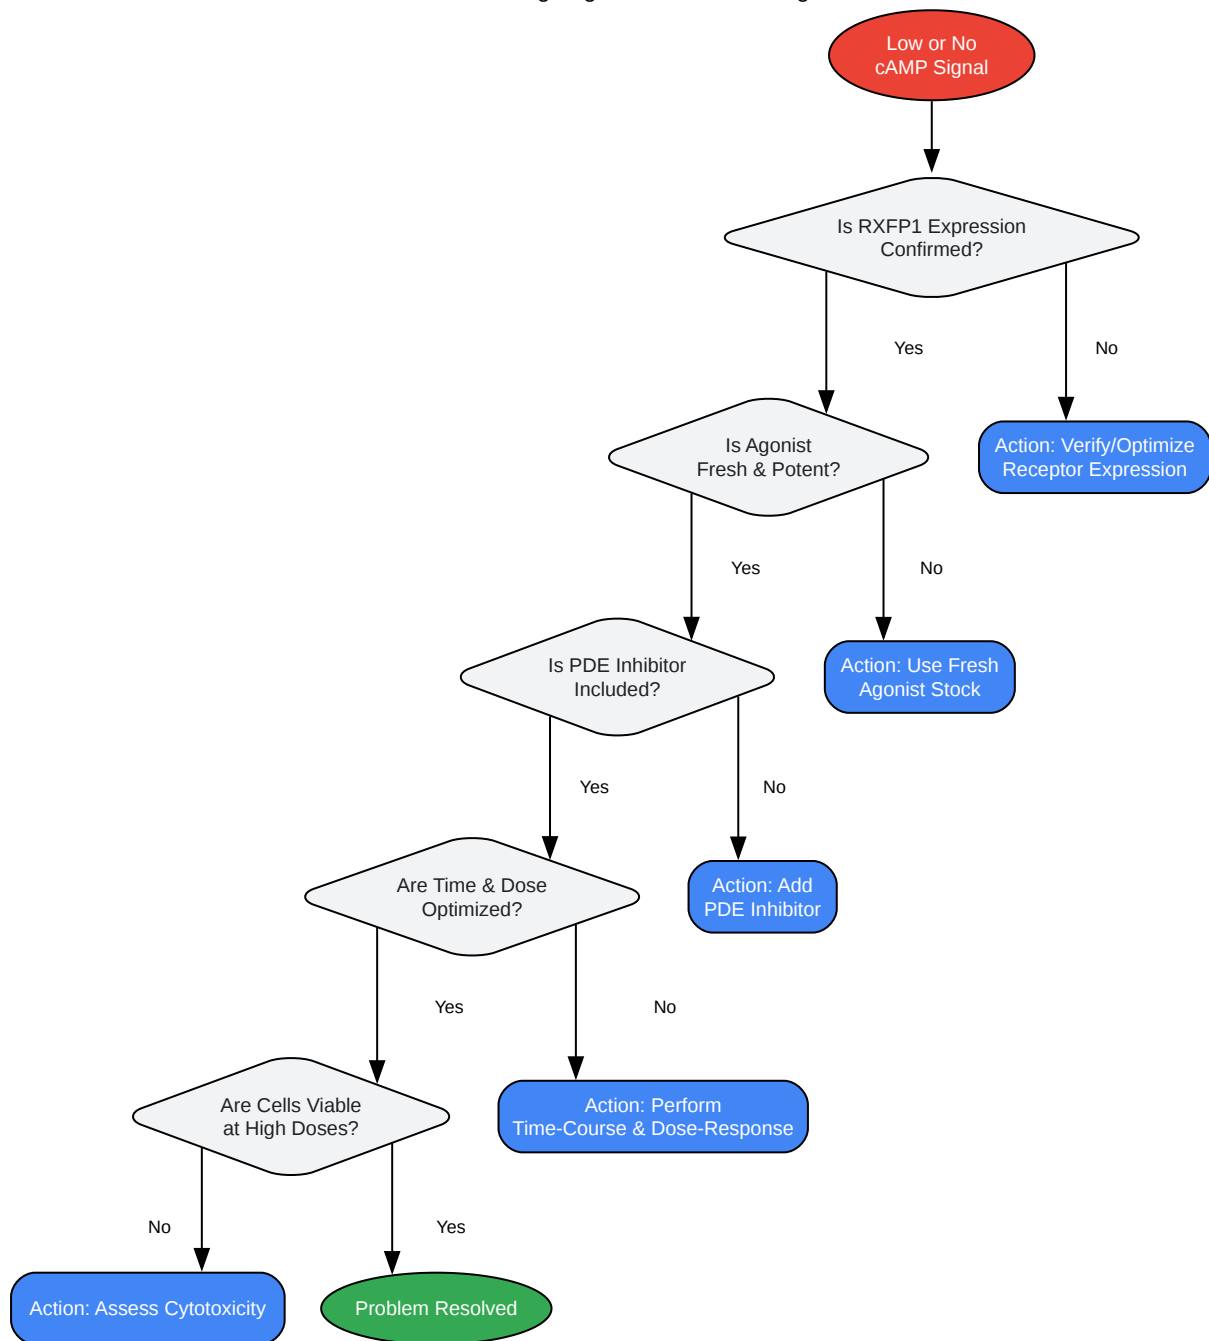 Low or No
cAMP Signal
Is RXFP1 Expression
Confirmed?
Yes
No
Is Agonist
Fresh & Potent?
Action: Verify/Optimize
Receptor Expression
Yes
No
Is PDE Inhibitor
Included?
Action: Use Fresh
Agonist Stock
Yes
No
Are Time & Dose
Optimized?
Action: Add
PDE Inhibitor
Yes
No
Are Cells Viable
at High Doses?
Action: Perform
Time-Course & Dose-Response
No
Yes
Action: Assess Cytotoxicity
Problem Resolved